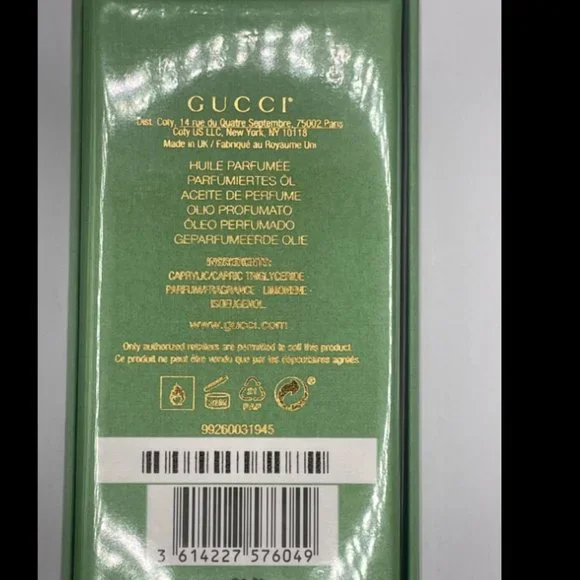 GUCCI®
Dist. Coty, 14 rue du Quatre Septembre, 75002 Paris
Coty US LLC, New York, NY 10118
Made in UK / Fabriqué au Royaume Uni
HUILE PARFUMÉE
PARFUMIERTES ÖL
ACEITE DE PERFUME
OLIO PROFUMATO
ÓLEO PERFUMADO
GEPARFUMEERDE OLIE
INGREDIENTS:
CAPRYLIC/CAPRIC TRIGLYCERIDE
PARFUM/FRAGRANCE LIMONENE
ISOEUGENOL
www.gucci.com
Only authorized retailers are permitted to sell this product
Ce produit ne peut être vendu que par les dépositaires agréés.
21
PAP
®
99260031945
3 614227 576049